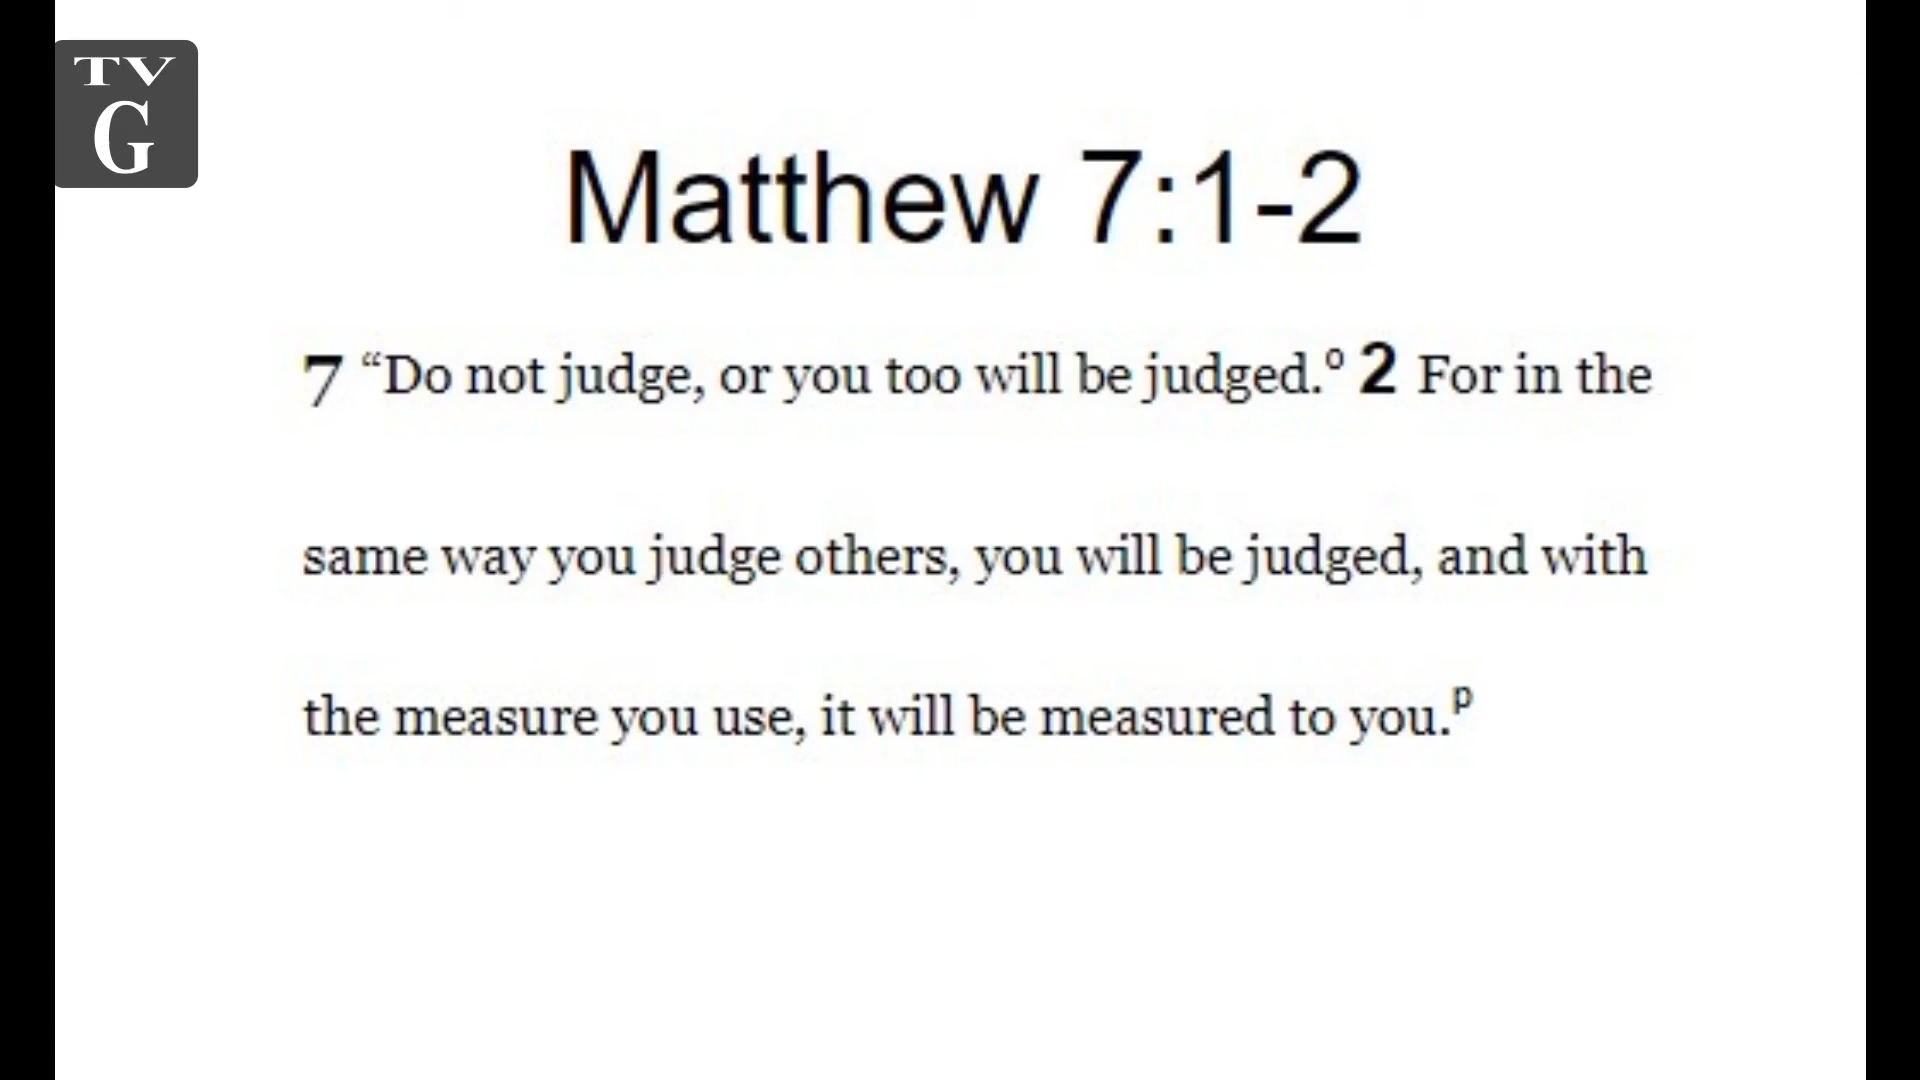 TV
G
Matthew 7:1-2
7 “Do not judge, or you too will be judged.º 2 For in the
same way you judge others, you will be judged, and with
the measure you use, it will be measured to you.ᵖ